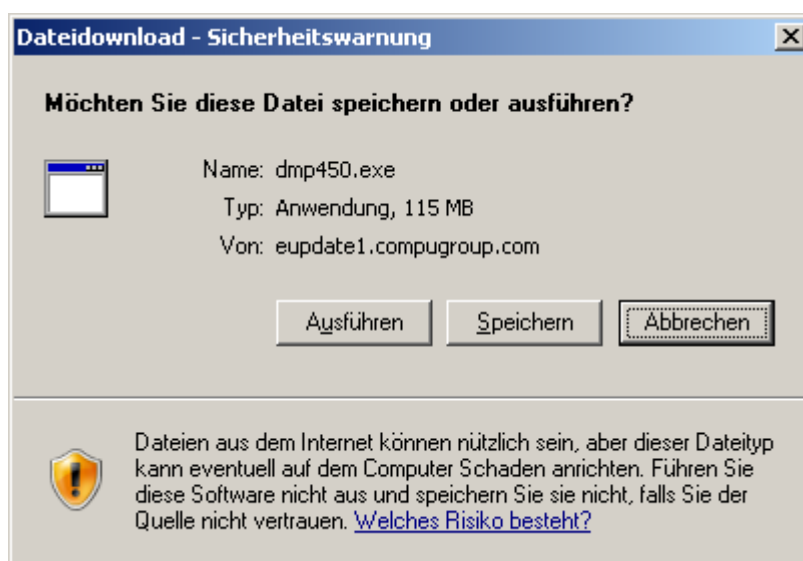 Dateidownload - Sicherheitswarnung
Möchten Sie diese Datei speichern oder ausführen?
Name: dmp450.exe
Typ: Anwendung, 115 MB
Von: eupdate1.compugroup.com
Ausführen Speichern Abbrechen
Dateien aus dem Internet können nützlich sein, aber dieser Dateityp
kann eventuell auf dem Computer Schaden anrichten. Führen Sie
diese Software nicht aus und speichern Sie sie nicht, falls Sie der
Quelle nicht vertrauen. Welches Risiko besteht?